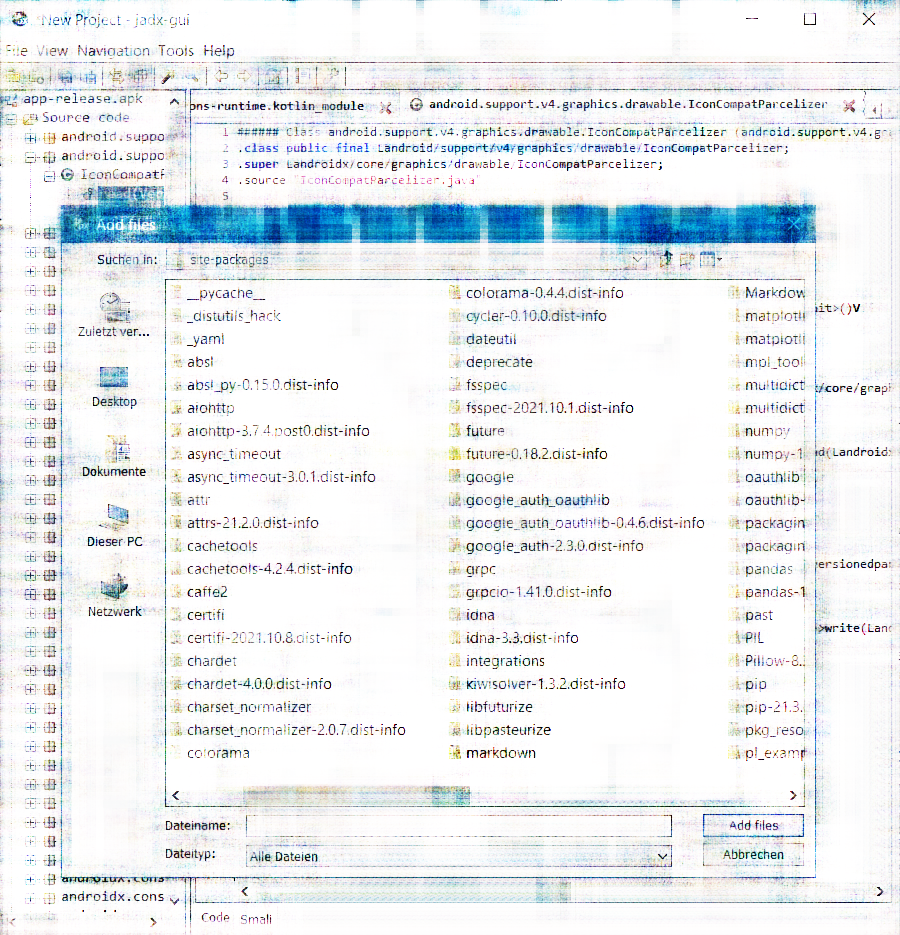 New Project - jadx-gui
File View Navigation Tools Help
app-release.apk
ons-runtime.kotlin_module
android.support.v4.graphics.drawable.IconCompatParcelizer
Source code
android.suppo
android.suppo
IconCompatP
1 ###### Class android.support.v4.graphics.drawable.IconCompatParcelizer (android.support.v4.gra
2 .class public final Landroid/support/v4/graphics/drawable/IconCompatParcelizer;
3 .super Landroidx/core/graphics/drawable/IconCompatParcelizer;
4 .source "IconCompatParcelizer.java"
5
Add files
Suchen in: site-packages
Zuletzt ver...
Desktop
Dokumente
Dieser PC
Netzwerk
__pycache__
_distutils_hack
_yaml
absl
absl_py-0.15.0.dist-info
aiohttp
aiohttp-3.7.4.post0.dist-info
async_timeout
async_timeout-3.0.1.dist-info
attr
attrs-21.2.0.dist-info
cachetools
cachetools-4.2.4.dist-info
caffe2
certifi
certifi-2021.10.8.dist-info
chardet
chardet-4.0.0.dist-info
charset_normalizer
charset_normalizer-2.0.7.dist-info
colorama
colorama-0.4.4.dist-info
cycler-0.10.0.dist-info
dateutil
deprecate
fsspec
fsspec-2021.10.1.dist-info
future
future-0.18.2.dist-info
google
google_auth_oauthlib
google_auth_oauthlib-0.4.6.dist-info
google_auth-2.3.0.dist-info
grpc
grpcio-1.41.0.dist-info
idna
idna-3.3.dist-info
integrations
kiwisolver-1.3.2.dist-info
libfuturize
libpasteurize
markdown
Markdow
matplotli
matplotli
mpl_tool
multidict
multidict
numpy
numpy-1
oauthlib
oauthlib-
packagin
packagin
pandas
pandas-1
past
PIL
Pillow-8.
pip
pip-21.3.
pkg_reso
pl_examp
nit>()V
/core/graph
ad(Landroidx
versionedpa
>write(Land
Dateiname:
Add files
Dateityp: Alle Dateien
Abbrechen
androidx.cons
androidx.cons
Code Smali